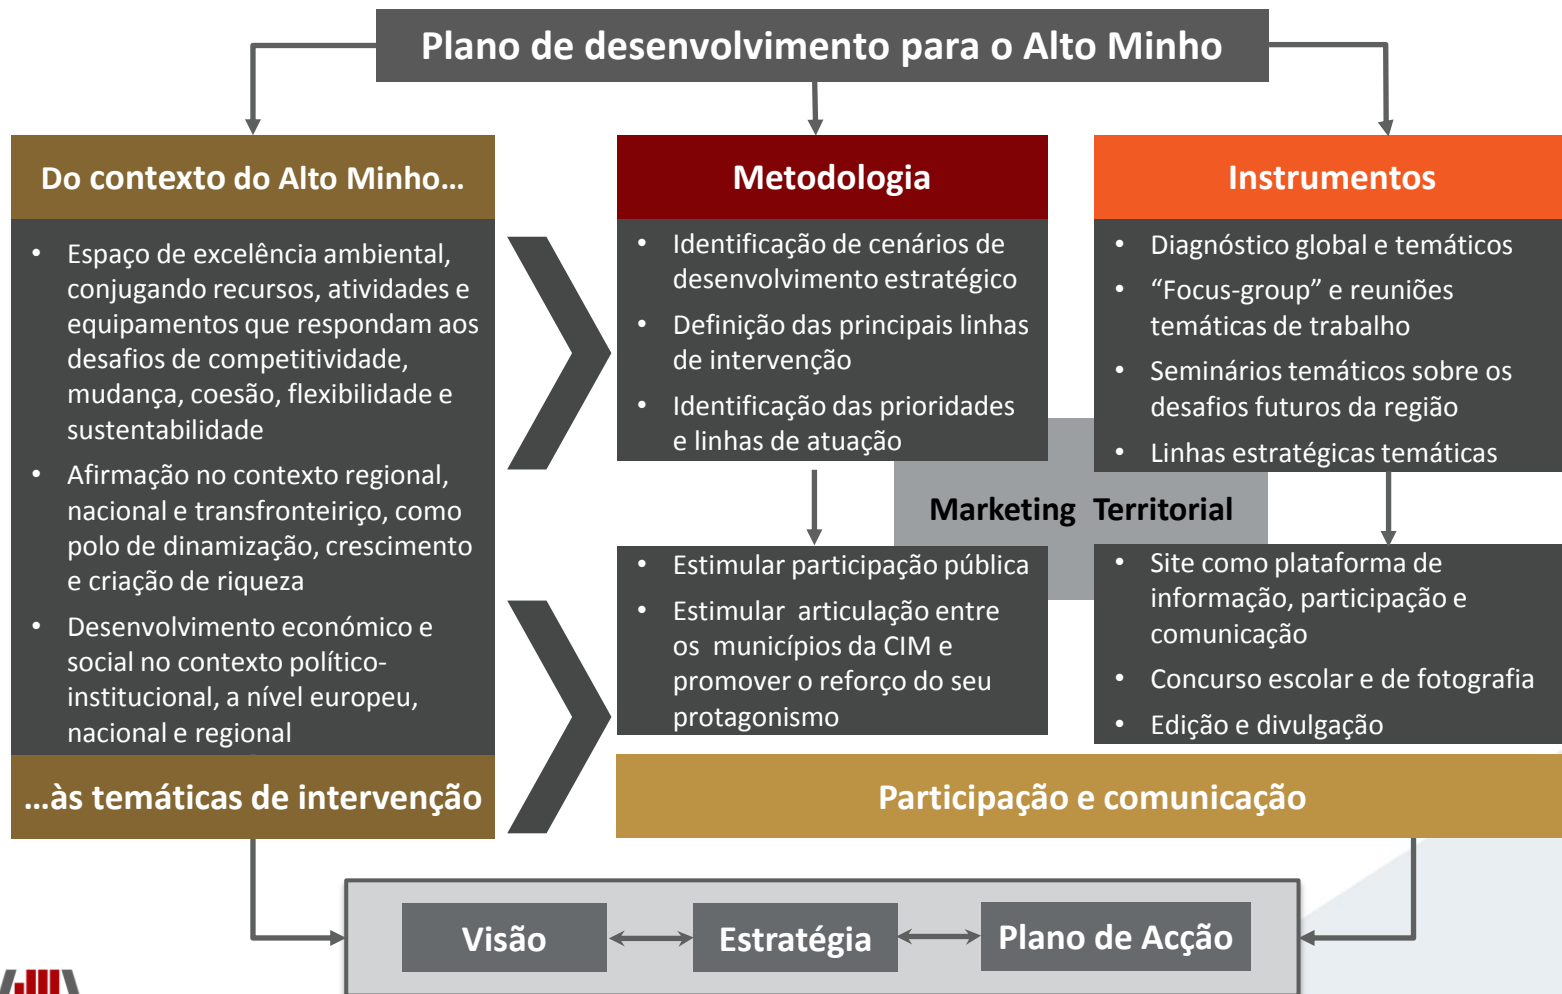 Plano de desenvolvimento para o Alto Minho
Do contexto do Alto Minho…
• Espaço de excelência ambiental,
conjugando recursos, atividades e
equipamentos que respondam aos
desafios de competitividade,
mudança, coesão, flexibilidade e
sustentabilidade
• Afirmação no contexto regional,
nacional e transfronteiriço, como
polo de dinamização, crescimento
e criação de riqueza
• Desenvolvimento económico e
social no contexto político-
institucional, a nível europeu,
nacional e regional
…às temáticas de intervenção
Metodologia
• Identificação de cenários de
desenvolvimento estratégico
• Definição das principais linhas
de intervenção
• Identificação das prioridades
e linhas de atuação
Instrumentos
• Diagnóstico global e temáticos
• “Focus-group” e reuniões
temáticas de trabalho
• Seminários temáticos sobre os
desafios futuros da região
• Linhas estratégicas temáticas
Marketing Territorial
• Estimular participação pública
• Estimular articulação entre
os municípios da CIM e
promover o reforço do seu
protagonismo
• Site como plataforma de
informação, participação e
comunicação
• Concurso escolar e de fotografia
• Edição e divulgação
Participação e comunicação
Visão
Estratégia
Plano de Acção